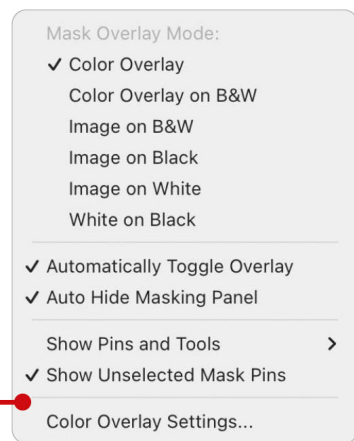 Mask Overlay Mode:
✓ Color Overlay
Color Overlay on B&W
Image on B&W
Image on Black
Image on White
White on Black
✓ Automatically Toggle Overlay
✓ Auto Hide Masking Panel
Show Pins and Tools >
✓ Show Unselected Mask Pins
Color Overlay Settings...